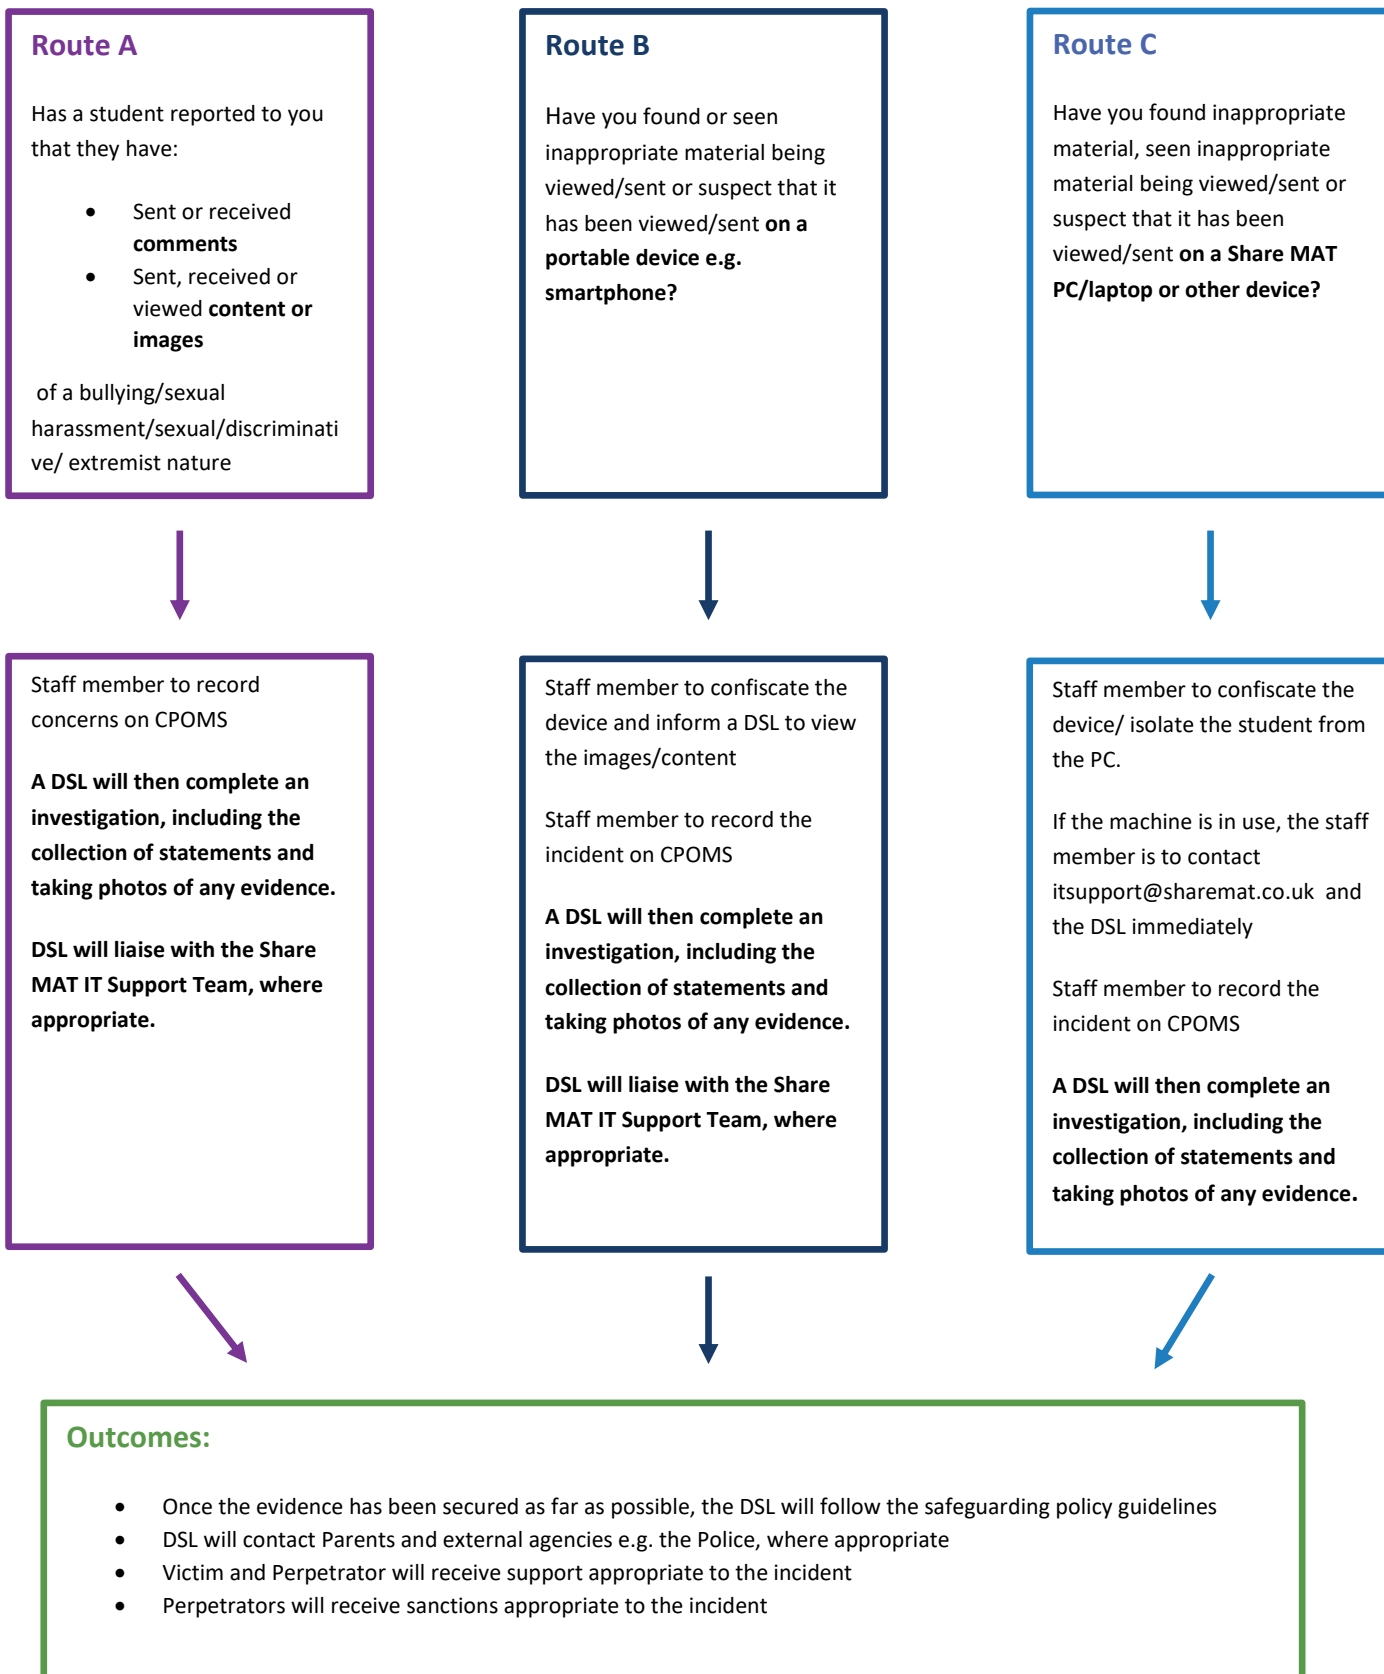 Route A
Has a student reported to you
that they have:
• Sent or received
comments
• Sent, received or
viewed content or
images
of a bullying/sexual
harassment/sexual/discriminati
ve/ extremist nature
Route B
Have you found or seen
inappropriate material being
viewed/sent or suspect that it
has been viewed/sent on a
portable device e.g.
smartphone?
Route C
Have you found inappropriate
material, seen inappropriate
material being viewed/sent or
suspect that it has been
viewed/sent on a Share MAT
PC/laptop or other device?
Staff member to record
concerns on CPOMS
A DSL will then complete an
investigation, including the
collection of statements and
taking photos of any evidence.
DSL will liaise with the Share
MAT IT Support Team, where
appropriate.
Staff member to confiscate the
device and inform a DSL to view
the images/content
Staff member to record the
incident on CPOMS
A DSL will then complete an
investigation, including the
collection of statements and
taking photos of any evidence.
DSL will liaise with the Share
MAT IT Support Team, where
appropriate.
Staff member to confiscate the
device/ isolate the student from
the PC.
If the machine is in use, the staff
member is to contact
itsupport@sharemat.co.uk and
the DSL immediately
Staff member to record the
incident on CPOMS
A DSL will then complete an
investigation, including the
collection of statements and
taking photos of any evidence.
Outcomes:
• Once the evidence has been secured as far as possible, the DSL will follow the safeguarding policy guidelines
• DSL will contact Parents and external agencies e.g. the Police, where appropriate
• Victim and Perpetrator will receive support appropriate to the incident
• Perpetrators will receive sanctions appropriate to the incident